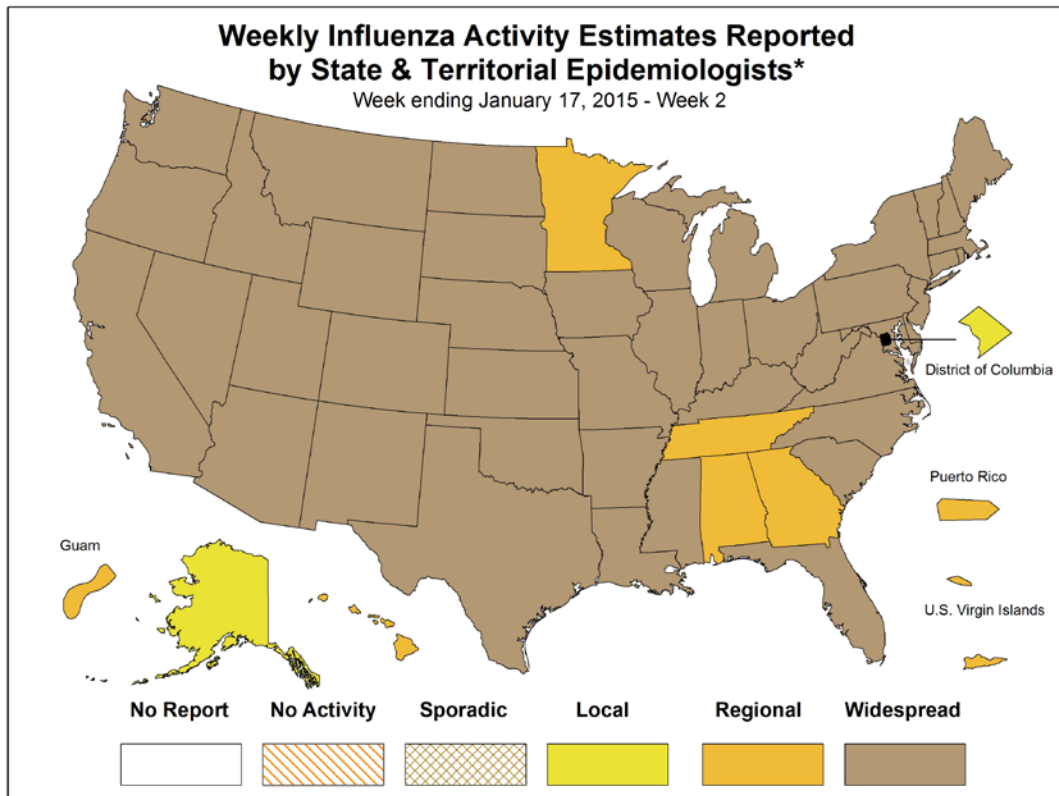 Weekly Influenza Activity Estimates Reported
by State & Territorial Epidemiologists*
Week ending January 17, 2015 - Week 2
District of Columbia
Puerto Rico
Guam
U.S. Virgin Islands
No Report
No Activity
Sporadic
Local
Regional
Widespread